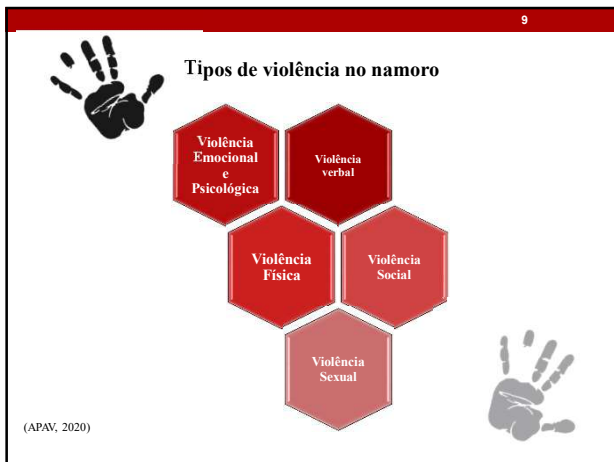 9
Tipos de violência no namoro
Violência
Emocional
e
Psicológica
Violência
verbal
Violência
Física
Violência
Social
Violência
Sexual
(APAV, 2020)